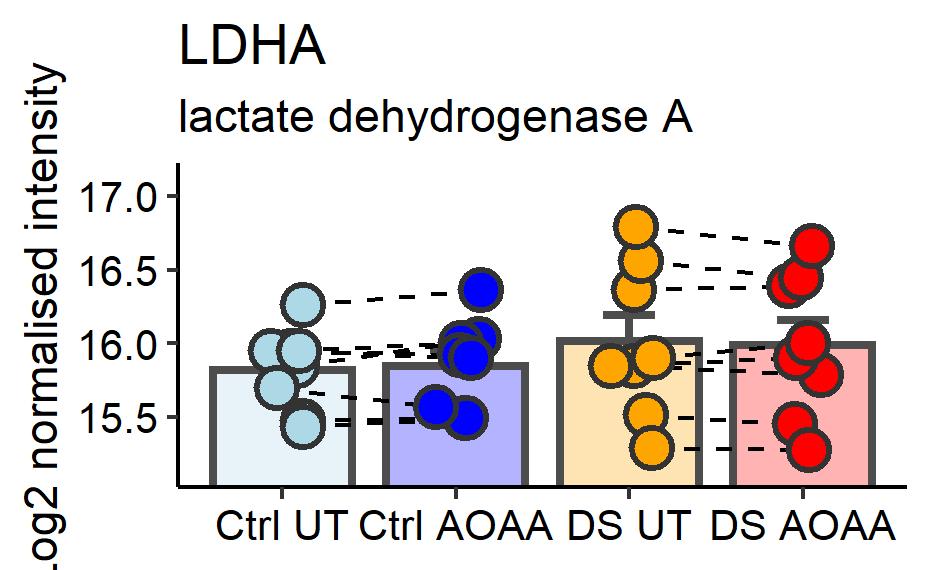 LDHA
lactate dehydrogenase A
Log2 normalised intensity
17.0
16.5
16.0
15.5
Ctrl UT Ctrl AOAA DS UT DS AOAA